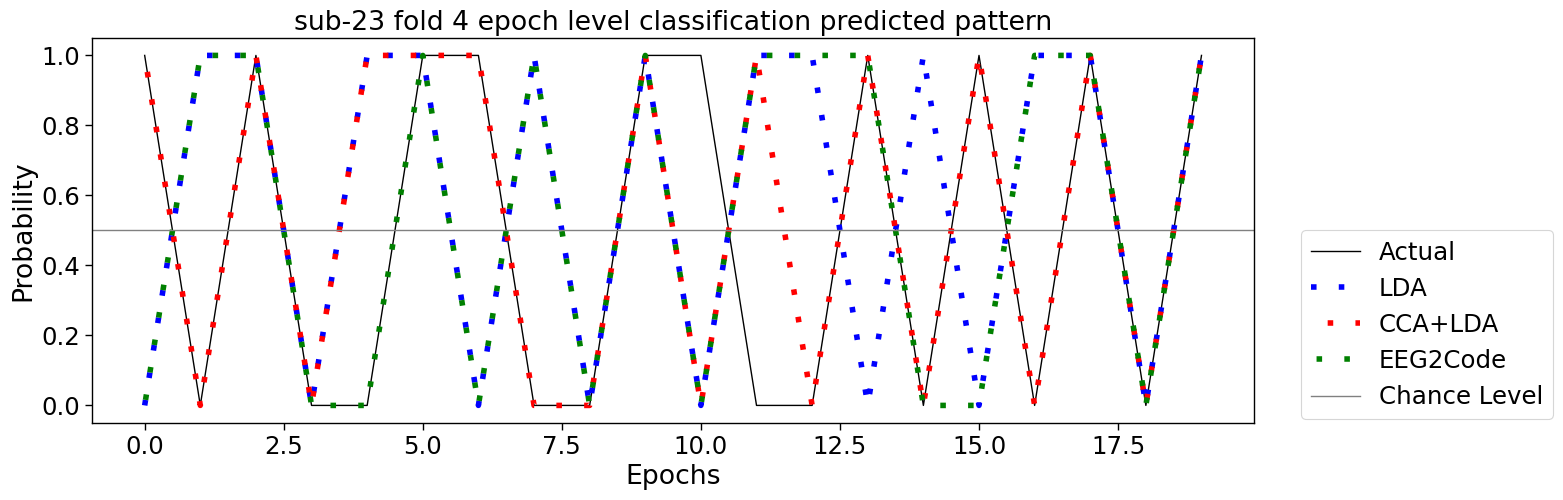 sub-23 fold 4 epoch level classification predicted pattern
Probability
1.0
0.8
0.6
0.4
0.2
0.0
0.0 2.5 5.0 7.5 10.0 12.5 15.0 17.5
Epochs
Actual
LDA
CCA+LDA
EEG2Code
Chance Level